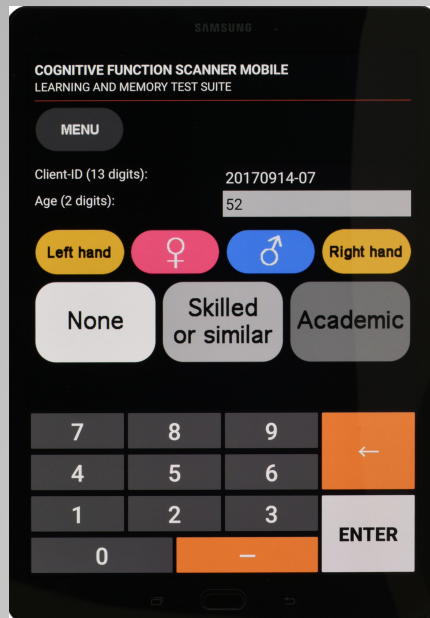 SAMSUNG
COGNITIVE FUNCTION SCANNER MOBILE
LEARNING AND MEMORY TEST SUITE
MENU
Client-ID (13 digits): 20170914-07
Age (2 digits): 52
Left hand ♀ ♂ Right hand
None Skilled or similar Academic
7 8 9 ←
4 5 6
1 2 3 ENTER
0 –